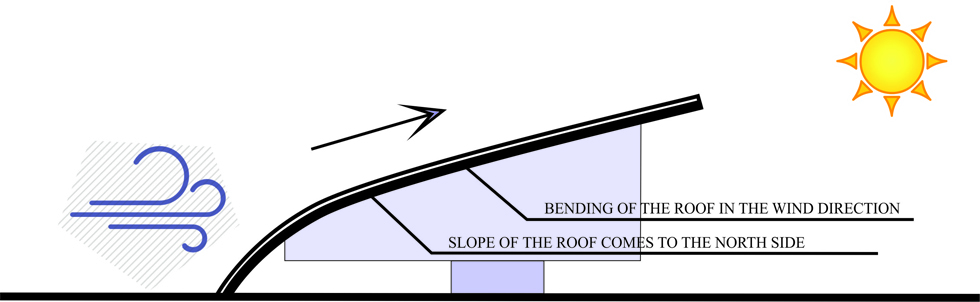 BENDING OF THE ROOF IN THE WIND DIRECTION
SLOPE OF THE ROOF COMES TO THE NORTH SIDE